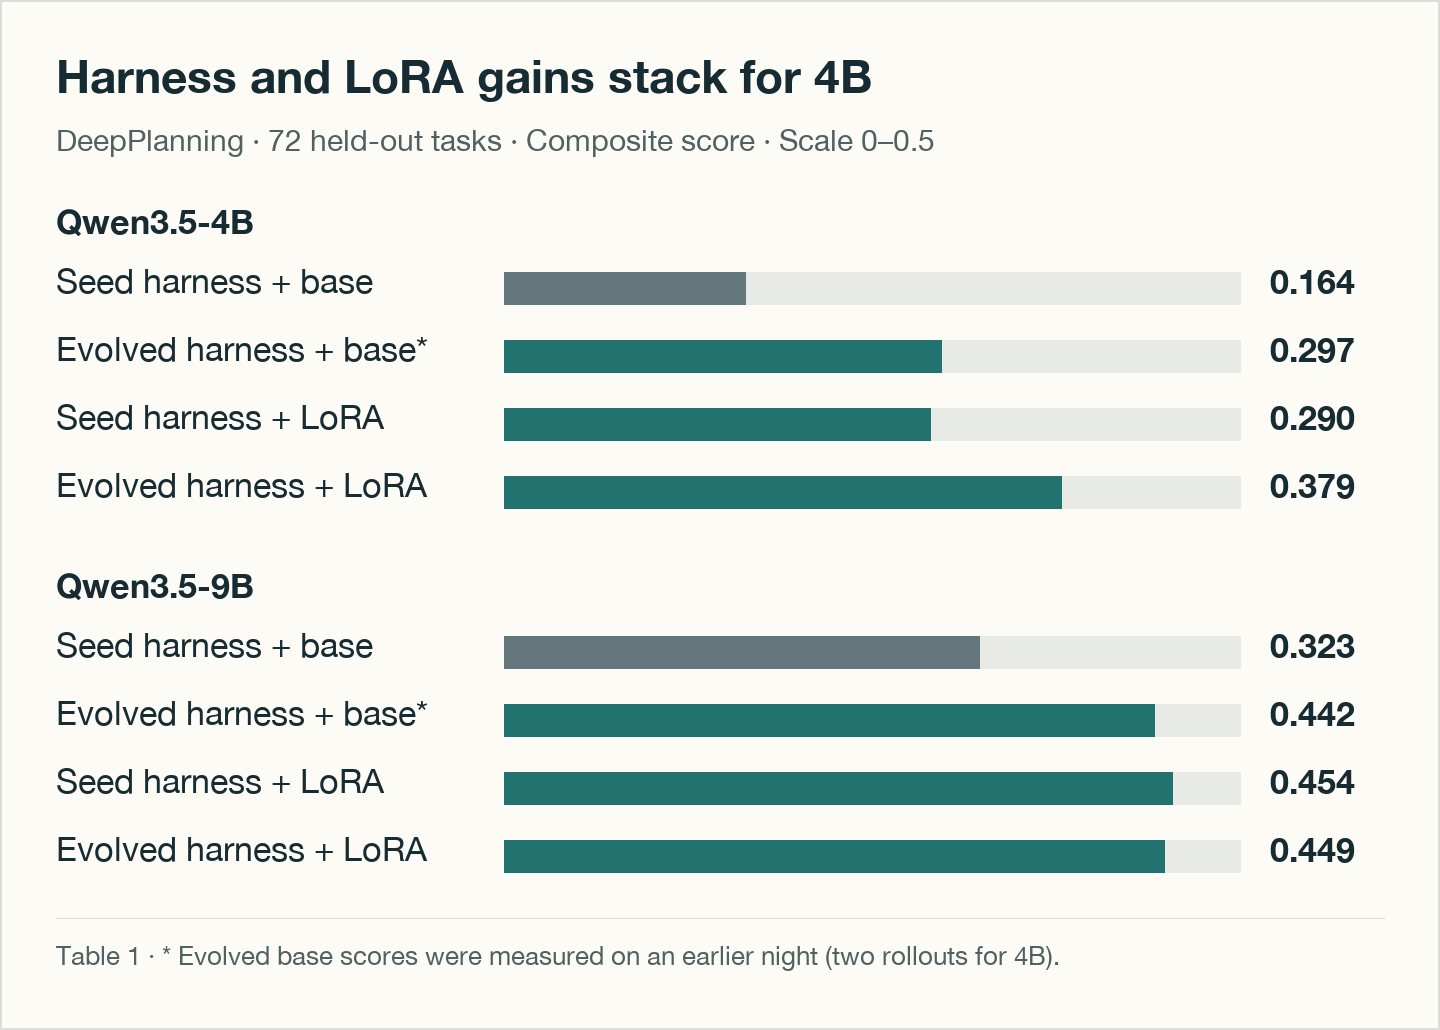 Harness and LoRA gains stack for 4B
DeepPlanning · 72 held-out tasks · Composite score · Scale 0–0.5
Qwen3.5-4B
Seed harness + base 0.164
Evolved harness + base* 0.297
Seed harness + LoRA 0.290
Evolved harness + LoRA 0.379
Qwen3.5-9B
Seed harness + base 0.323
Evolved harness + base* 0.442
Seed harness + LoRA 0.454
Evolved harness + LoRA 0.449
Table 1 · * Evolved base scores were measured on an earlier night (two rollouts for 4B).